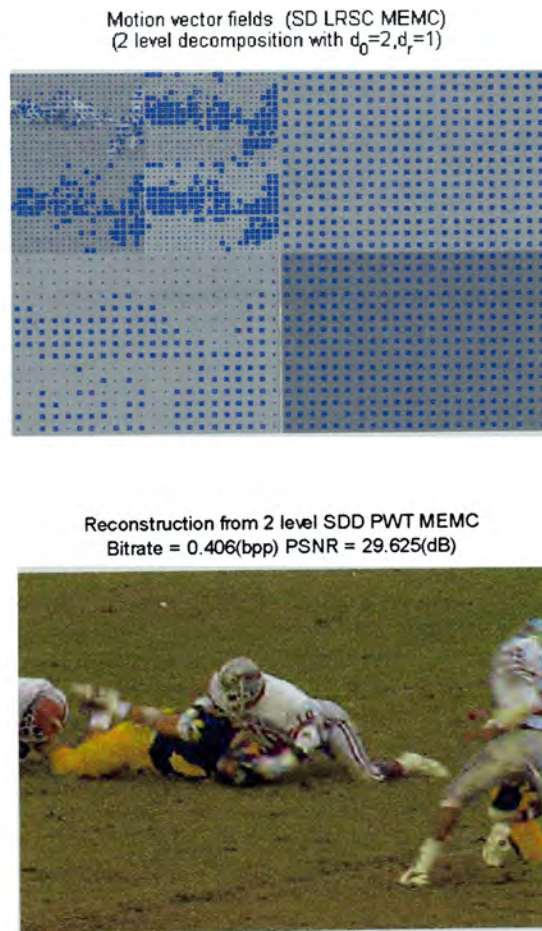 Motion vector fields (SD LRSC MEMC)
(2 level decomposition with d₀=2,dᵣ=1)
Reconstruction from 2 level SDD PWT MEMC
Bitrate = 0.406(bpp) PSNR = 29.625(dB)